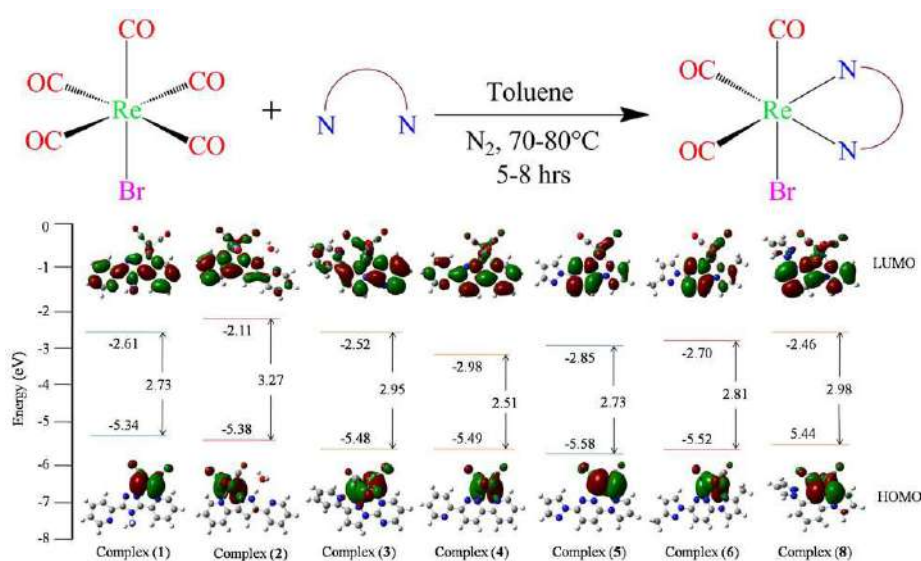 CO CO
OC CO OC N
Re + N N Toluene Re
OC CO N2, 70-80°C OC N
Br 5-8 hrs Br
0
-1 LUMO
-2
-2.61 -2.11 -2.52 -2.98 -2.85 -2.70 -2.46
-3
Energy (eV)
-4
2.73 3.27 2.95 2.51 2.73 2.81 2.98
-5
-5.34 -5.38 -5.48 -5.49 -5.58 -5.52 5.44
-6
-7 HOMO
-8
Complex (1) Complex (2) Complex (3) Complex (4) Complex (5) Complex (6) Complex (8)